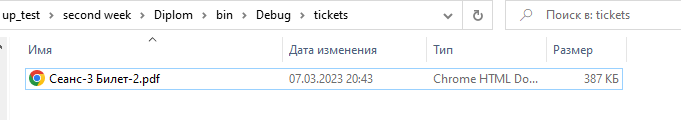 up_test > second week > Diplom > bin > Debug > tickets
Поиск в: tickets
Имя Дата изменения Тип Размер
Сеанс-3 Билет-2.pdf 07.03.2023 20:43 Chrome HTML Do... 387 КБ